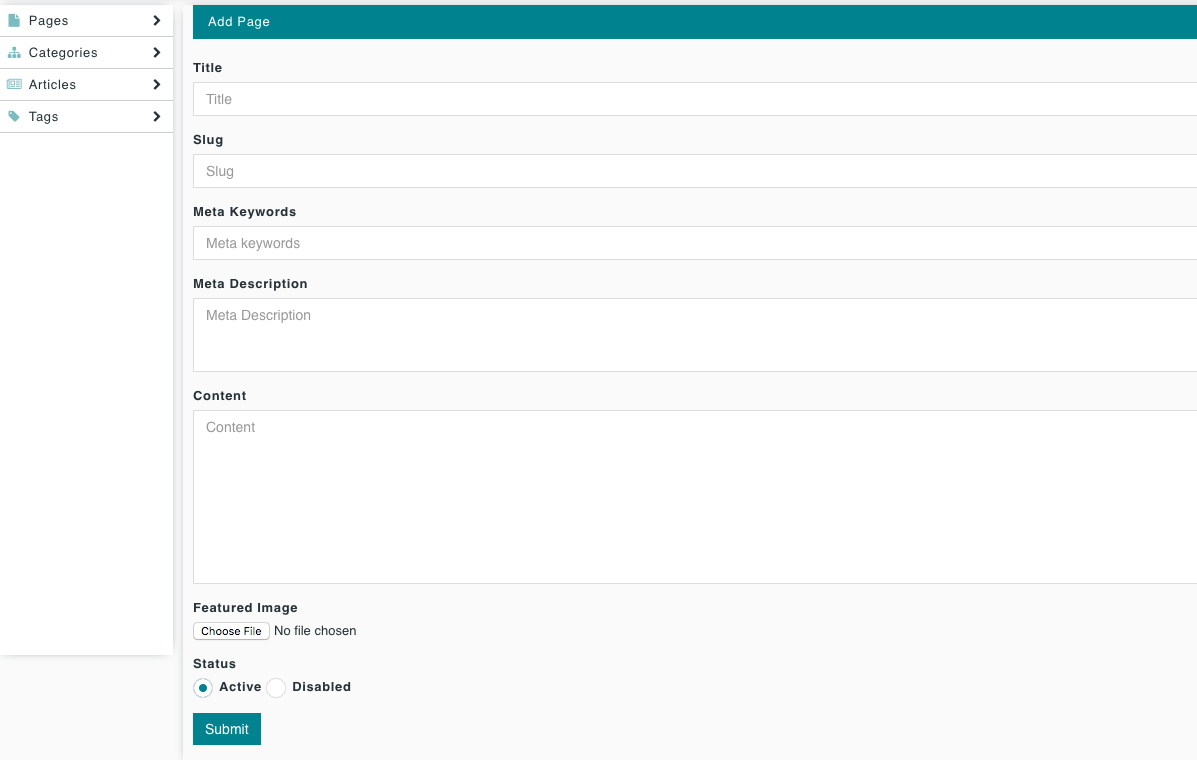 Pages
Categories
Articles
Tags
Add Page
Title
Title
Slug
Slug
Meta Keywords
Meta keywords
Meta Description
Meta Description
Content
Content
Featured Image
Choose File No file chosen
Status
Active Disabled
Submit